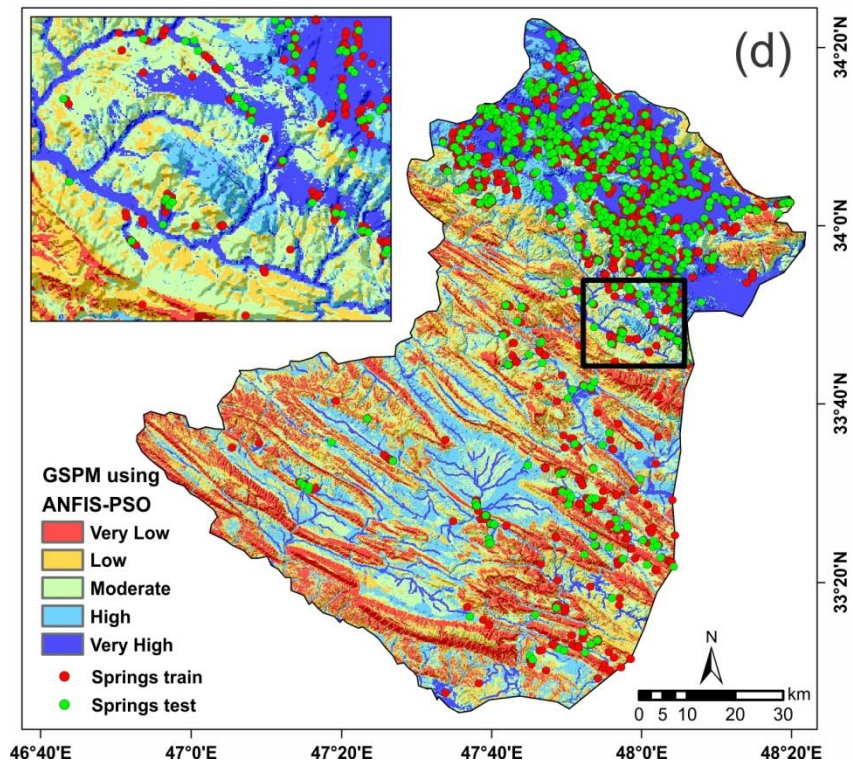 (d)
34°20'N
34°0'N
33°40'N
33°20'N
GSPM using
ANFIS-PSO
Very Low
Low
Moderate
High
Very High
Springs train
Springs test
N
km
0 5 10 20 30
46°40'E 47°0'E 47°20'E 47°40'E 48°0'E 48°20'E